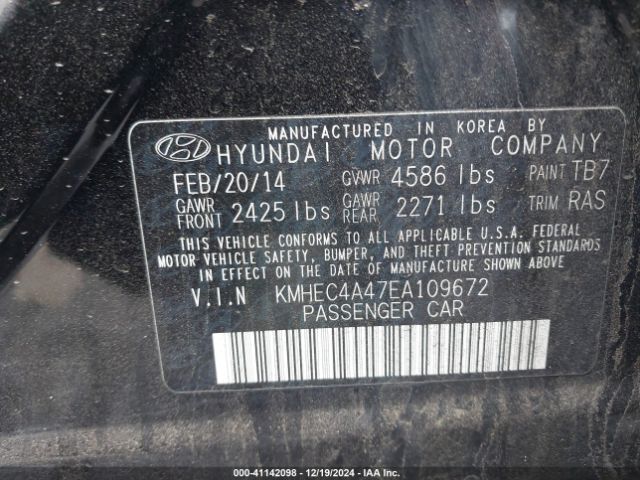 MANUFACTURED IN KOREA BY
HYUNDAI MOTOR COMPANY
FEB/20/14 GVWR 4586 lbs PAINT TB7
GAWR FRONT 2425 lbs GAWR REAR 2271 lbs TRIM RAS
THIS VEHICLE CONFORMS TO ALL APPLICABLE U.S.A. FEDERAL
MOTOR VEHICLE SAFETY, BUMPER, AND THEFT PREVENTION STANDARDS
IN EFFECT ON THE DATE OF MANUFACTURE SHOWN ABOVE
V.I.N KMHEC4A47EA109672
PASSENGER CAR
000-41142098 - 12/19/2024 - IAA Inc.